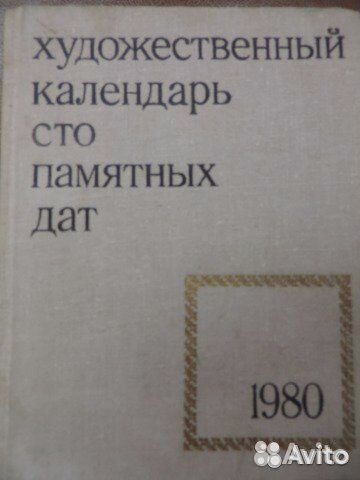 художественный
календарь
сто
памятных
дат
1980
Avito